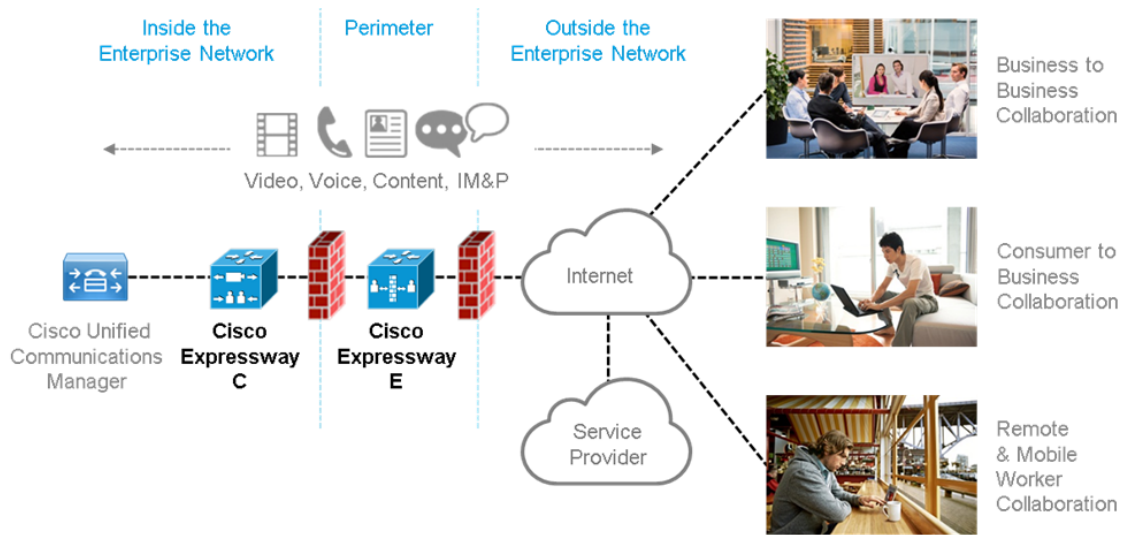 Inside the
Enterprise Network
Perimeter
Outside the
Enterprise Network
Business to
Business
Collaboration
Video, Voice, Content, IM&P
Internet
Consumer to
Business
Collaboration
Cisco Unified
Communications
Manager
Cisco
Expressway
C
Cisco
Expressway
E
Service
Provider
Remote
& Mobile
Worker
Collaboration